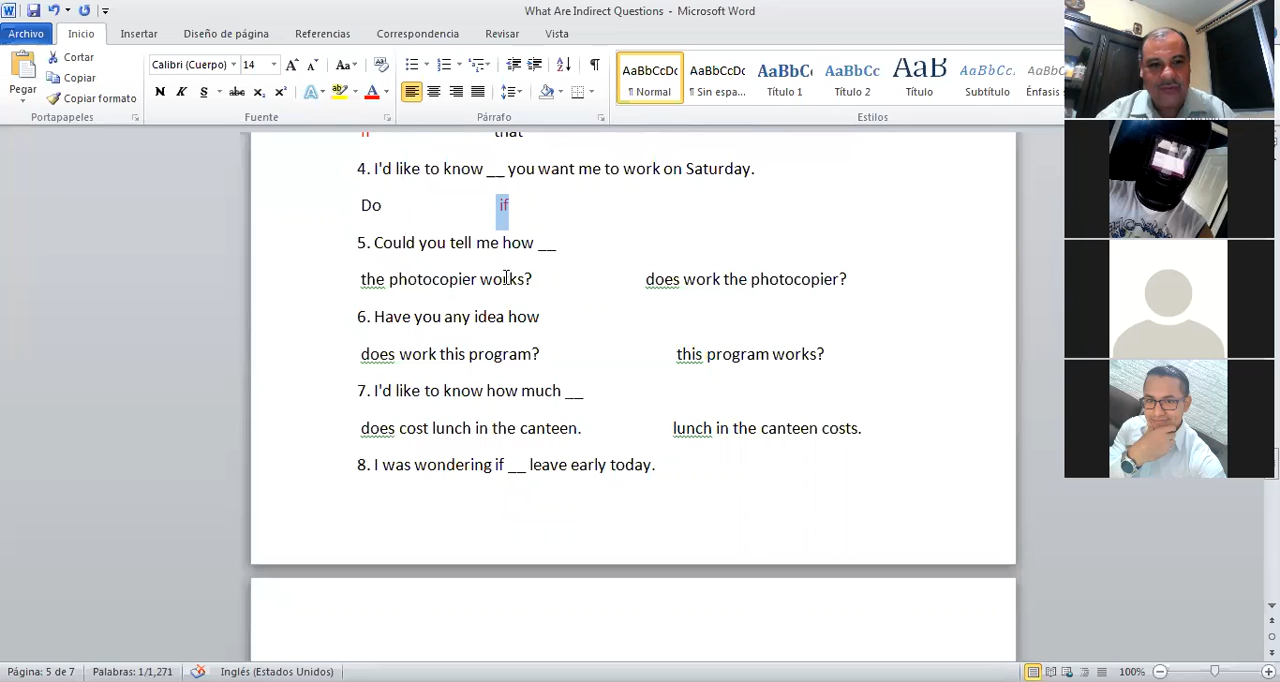 What Are Indirect Questions - Microsoft Word
Archivo Inicio Insertar Diseño de página Referencias Correspondencia Revisar Vista
Pegar
Cortar
Copiar
Copiar formato
Portapapeles
Calibri (Cuerpo) 14
N K S abc x₂ x²
Fuente
Párrafo
AaBbCcDc AaBbCcDc AaBbC AaBbCc AaB AaBbCc. AaBbC
¶ Normal ¶ Sin espa... Título 1 Título 2 Título Subtítulo Énfasis
Estilos
if that
4. I'd like to know __ you want me to work on Saturday.
Do if
5. Could you tell me how __
the photocopier works? does work the photocopier?
6. Have you any idea how
does work this program? this program works?
7. I'd like to know how much __
does cost lunch in the canteen. lunch in the canteen costs.
8. I was wondering if __ leave early today.
Página: 5 de 7 Palabras: 1/1,271 Inglés (Estados Unidos) 100%